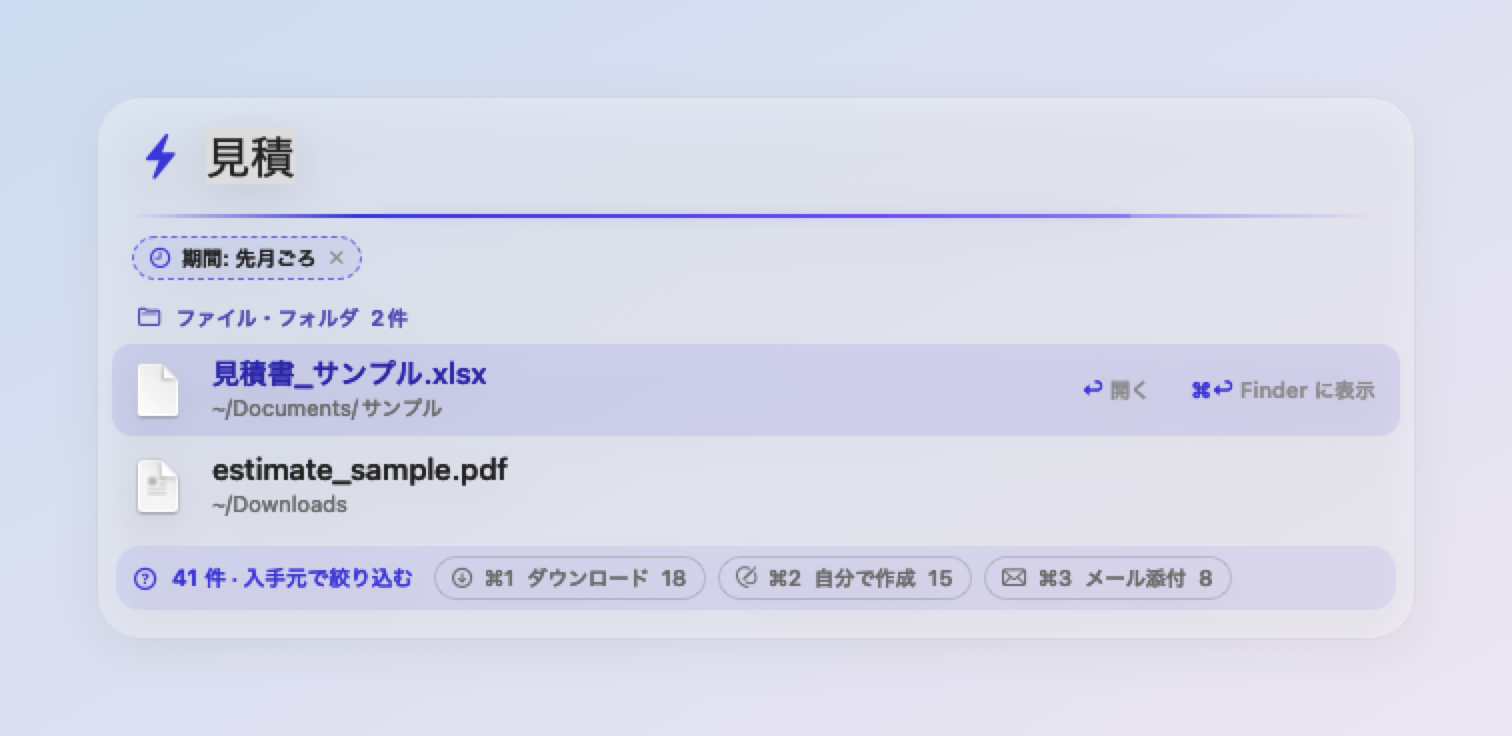 見積
期間: 先月ごろ ×
ファイル・フォルダ 2件
見積書_サンプル.xlsx
~/Documents/サンプル
↩ 開く ⌘↩ Finder に表示
estimate_sample.pdf
~/Downloads
? 41 件 · 入手元で絞り込む ⌘1 ダウンロード 18 ⌘2 自分で作成 15 ⌘3 メール添付 8